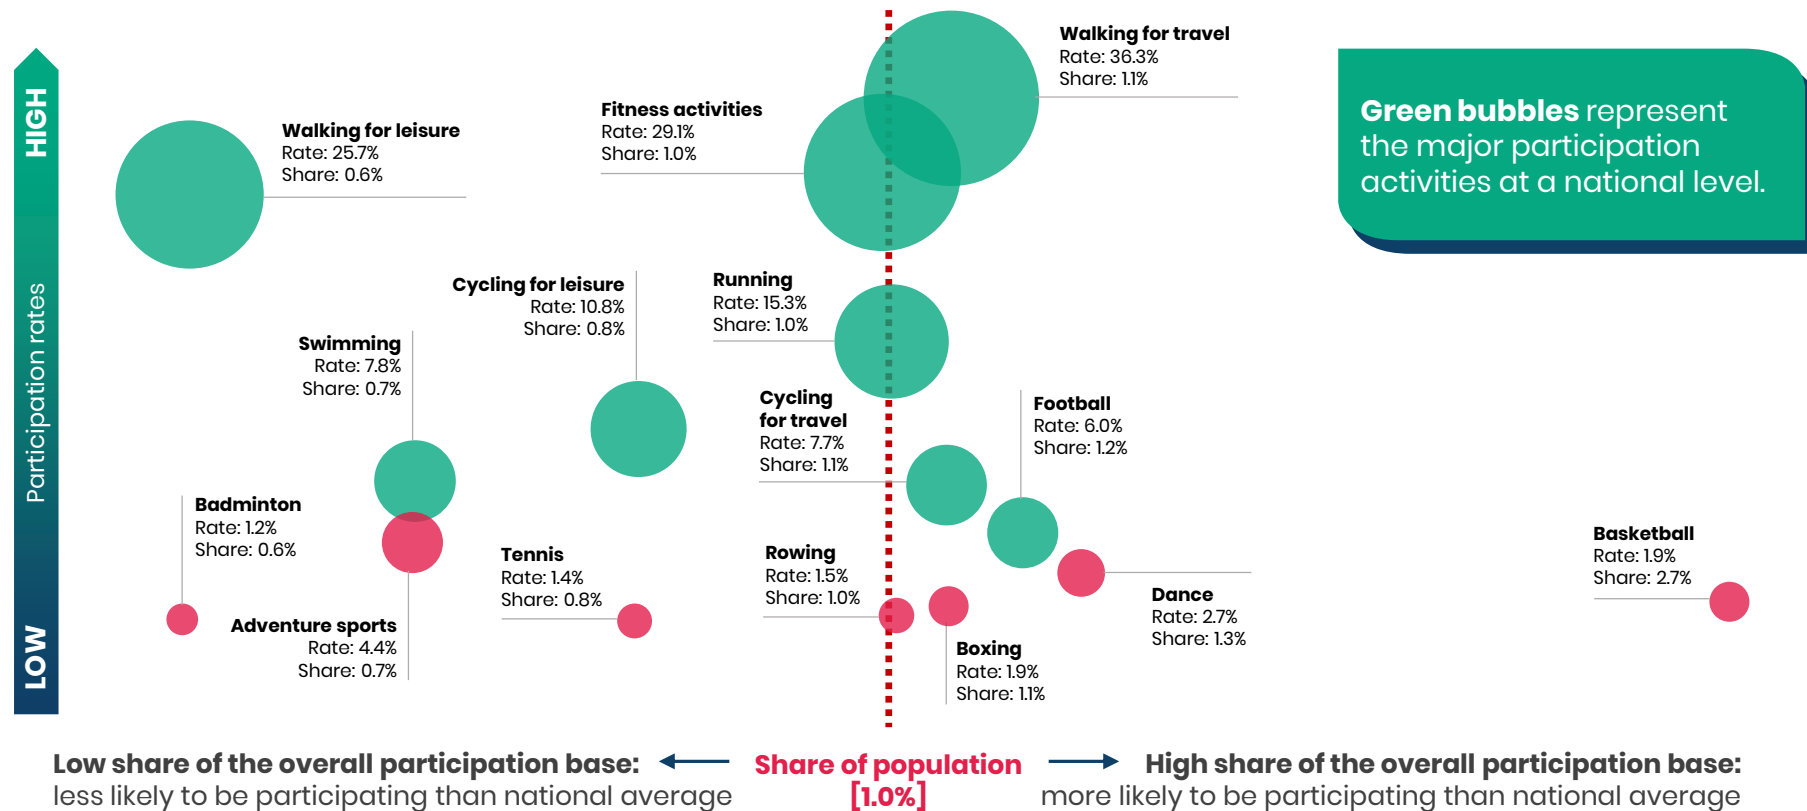 HIGH
Participation rates
LOW
Walking for leisure
Rate: 25.7%
Share: 0.6%
Fitness activities
Rate: 29.1%
Share: 1.0%
Walking for travel
Rate: 36.3%
Share: 1.1%
Green bubbles represent
the major participation
activities at a national level.
Cycling for leisure
Rate: 10.8%
Share: 0.8%
Running
Rate: 15.3%
Share: 1.0%
Swimming
Rate: 7.8%
Share: 0.7%
Cycling
for travel
Rate: 7.7%
Share: 1.1%
Football
Rate: 6.0%
Share: 1.2%
Badminton
Rate: 1.2%
Share: 0.6%
Adventure sports
Rate: 4.4%
Share: 0.7%
Tennis
Rate: 1.4%
Share: 0.8%
Rowing
Rate: 1.5%
Share: 1.0%
Boxing
Rate: 1.9%
Share: 1.1%
Dance
Rate: 2.7%
Share: 1.3%
Basketball
Rate: 1.9%
Share: 2.7%
Low share of the overall participation base:
less likely to be participating than national average
Share of population
[1.0%]
High share of the overall participation base:
more likely to be participating than national average